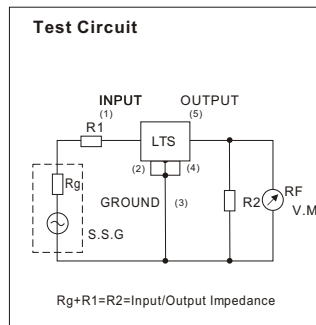 Test Circuit
INPUT OUTPUT
(1) (5)
R1
LTS
(2) (4)
Rg
GROUND (3)
R2
RF
V.M
S.S.G
Rg+R1=R2=Input/Output Impedance